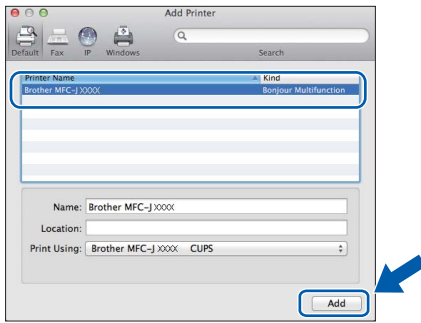 Add Printer
Default Fax IP Windows Search
Printer Name Kind
Brother MFC-J XXXX Bonjour Multifunction
Name: Brother MFC-J XXXX
Location:
Print Using: Brother MFC-J XXXX CUPS
Add